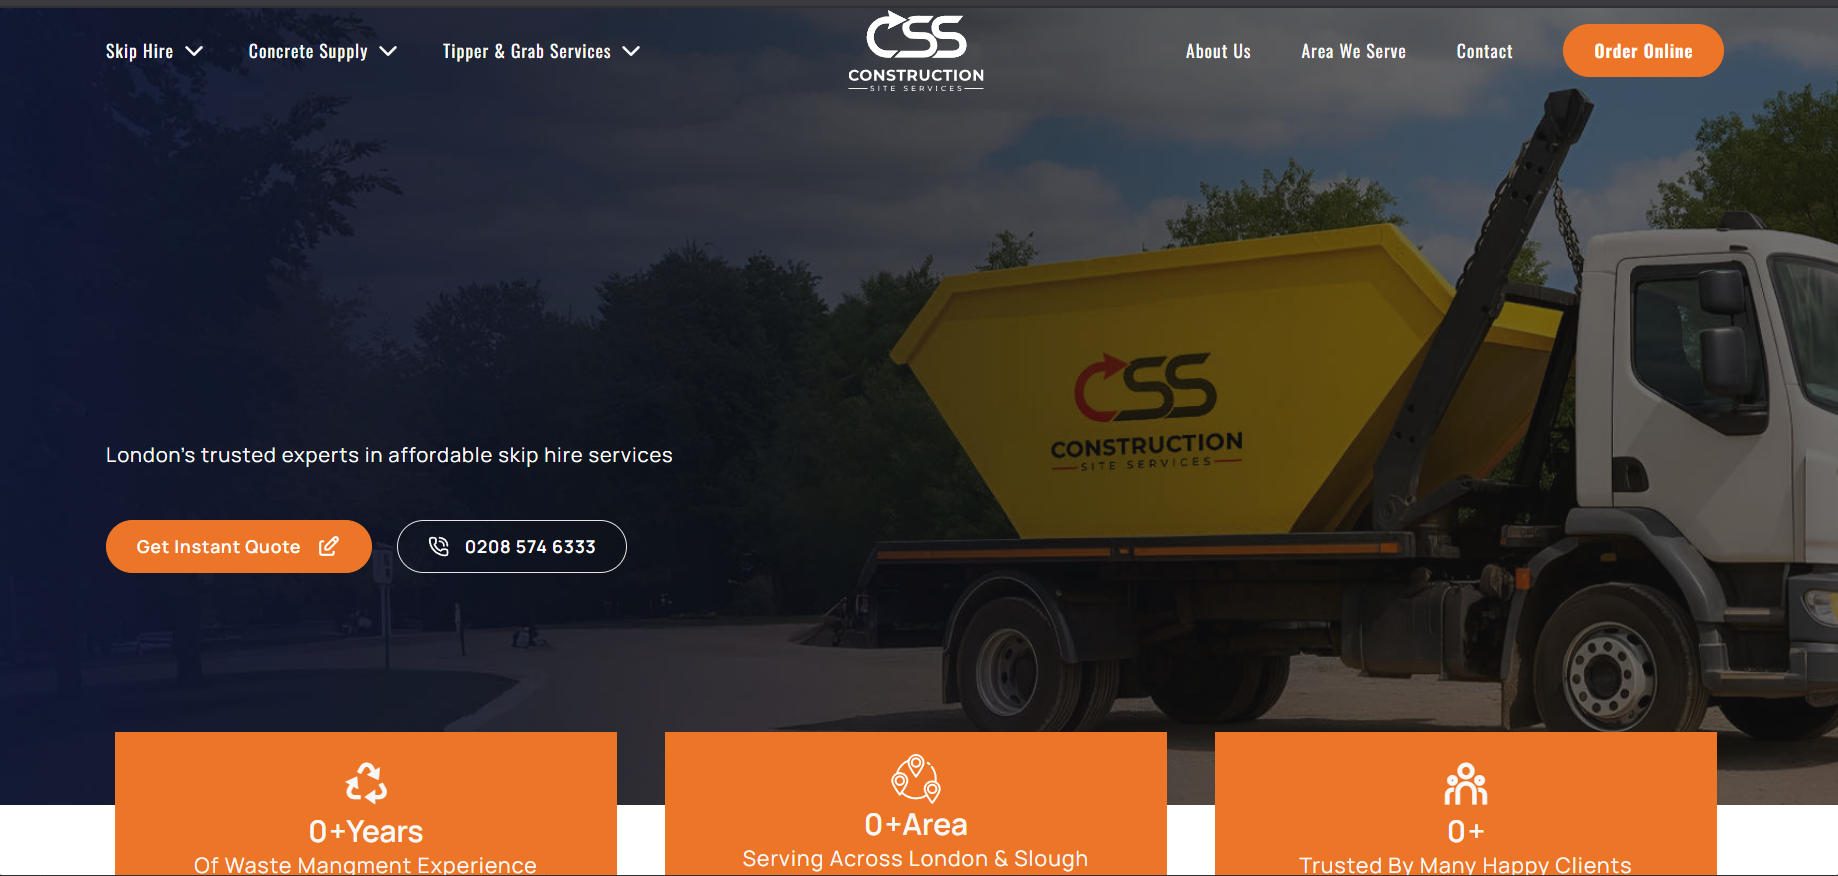 Skip Hire
Concrete Supply
Tipper & Grab Services
CSS
CONSTRUCTION
SITE SERVICES
About Us
Area We Serve
Contact
Order Online
CSS
CONSTRUCTION
SITE SERVICES
London's trusted experts in affordable skip hire services
Get Instant Quote
0208 574 6333
0+Years
Of Waste Mangment Experience
0+Area
Serving Across London & Slough
0+
Trusted By Many Happy Clients